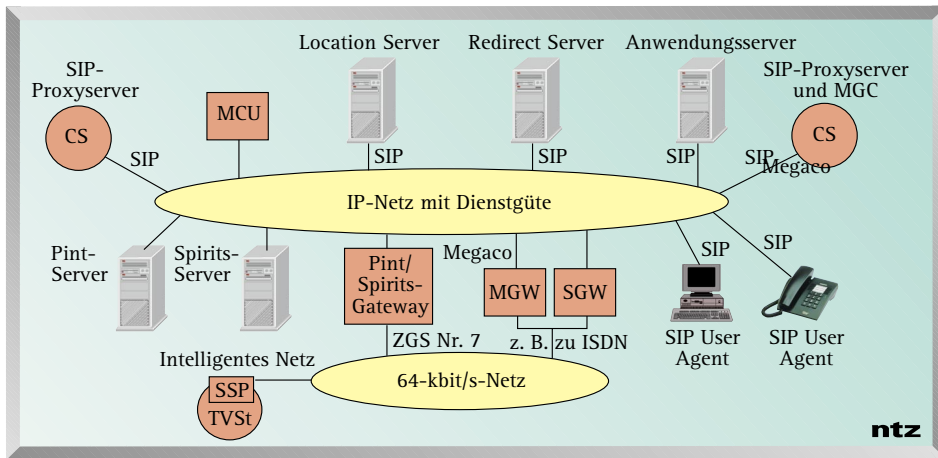 Location Server
Redirect Server
Anwendungsserver
SIP-
Proxyserver
SIP-Proxyserver
und MGC
MCU
CS
CS
SIP
SIP
SIP
SIP
SIP
Megaco
IP-Netz mit Dienstgüte
Pint-
Server
Spirits-
Server
Pint/
Spirits-
Gateway
Megaco
MGW
SGW
SIP
SIP
SIP User
Agent
SIP User
Agent
ZGS Nr. 7
z. B. zu ISDN
Intelligentes Netz
SSP
TVSt
64-kbit/s-Netz
ntz